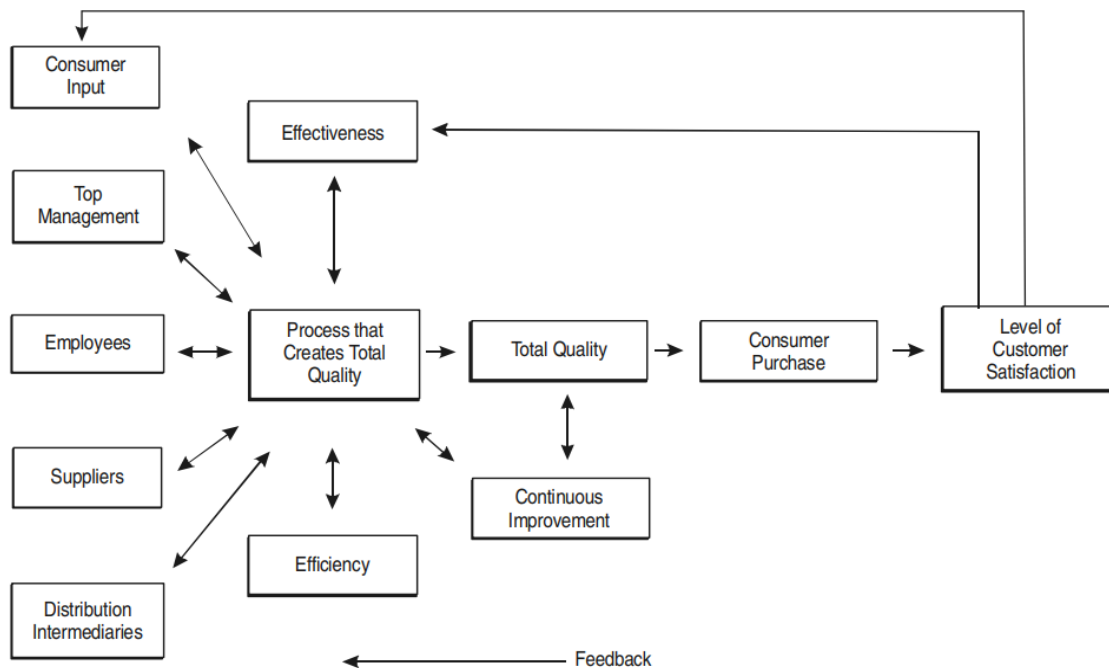 Consumer
Input
Effectiveness
Top
Management
Employees
Process that
Creates Total
Quality
Total Quality
Consumer
Purchase
Level of
Customer
Satisfaction
Suppliers
Continuous
Improvement
Efficiency
Distribution
Intermediaries
Feedback